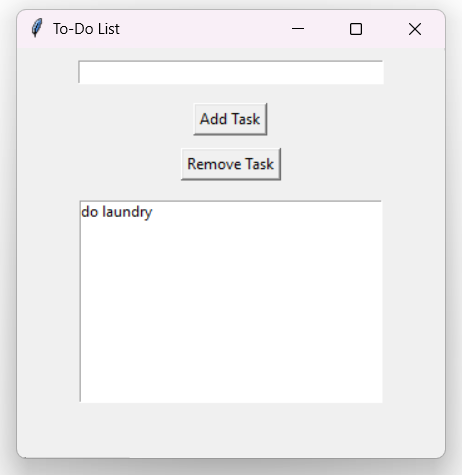 To-Do List
Add Task
Remove Task
do laundry